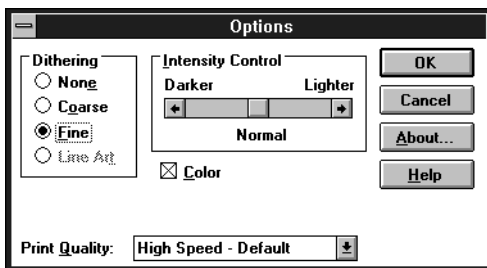 Options
Dithering
None
Coarse
Fine
Line Art
Intensity Control
Darker Lighter
Normal
Color
OK
Cancel
About...
Help
Print Quality: High Speed - Default